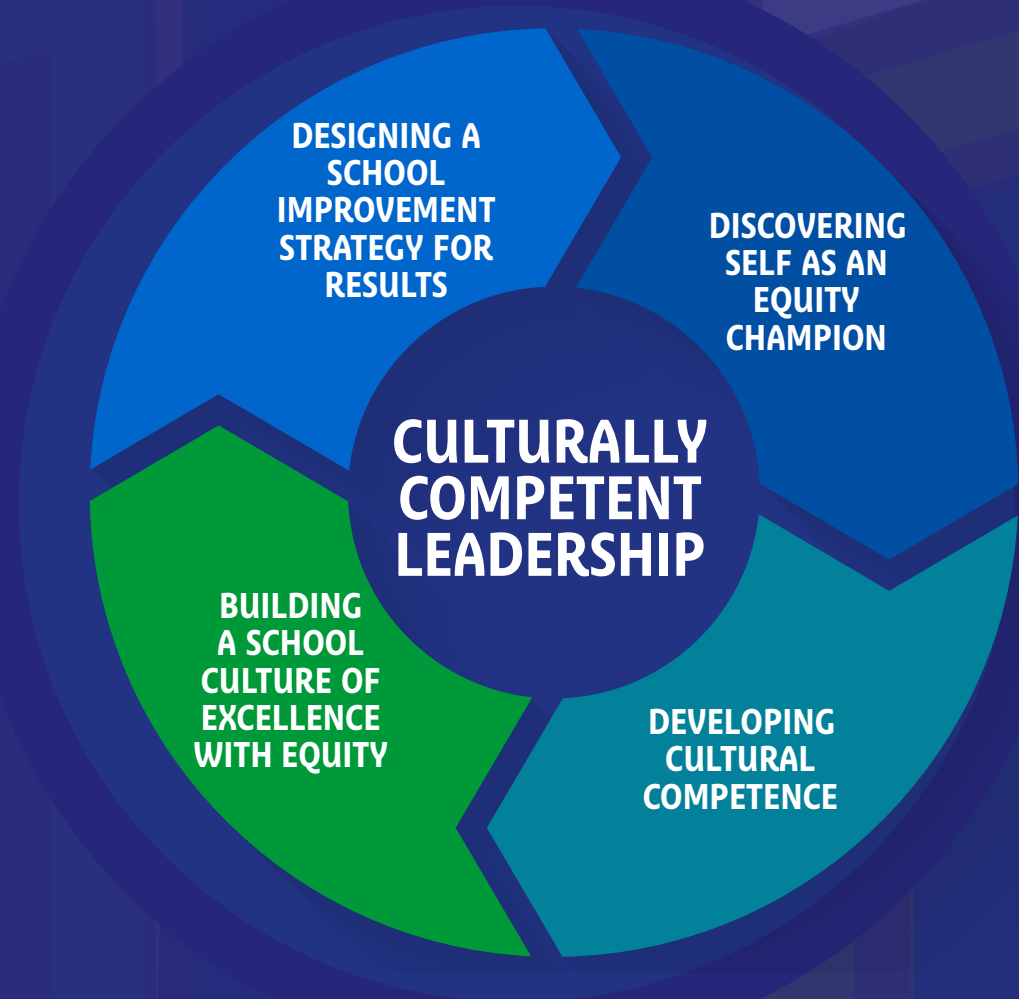 DESIGNING A
SCHOOL
IMPROVEMENT
STRATEGY FOR
RESULTS
DISCOVERING
SELF AS AN
EQUITY
CHAMPION
CULTURALLY
COMPETENT
LEADERSHIP
BUILDING
A SCHOOL
CULTURE OF
EXCELLENCE
WITH EQUITY
DEVELOPING
CULTURAL
COMPETENCE